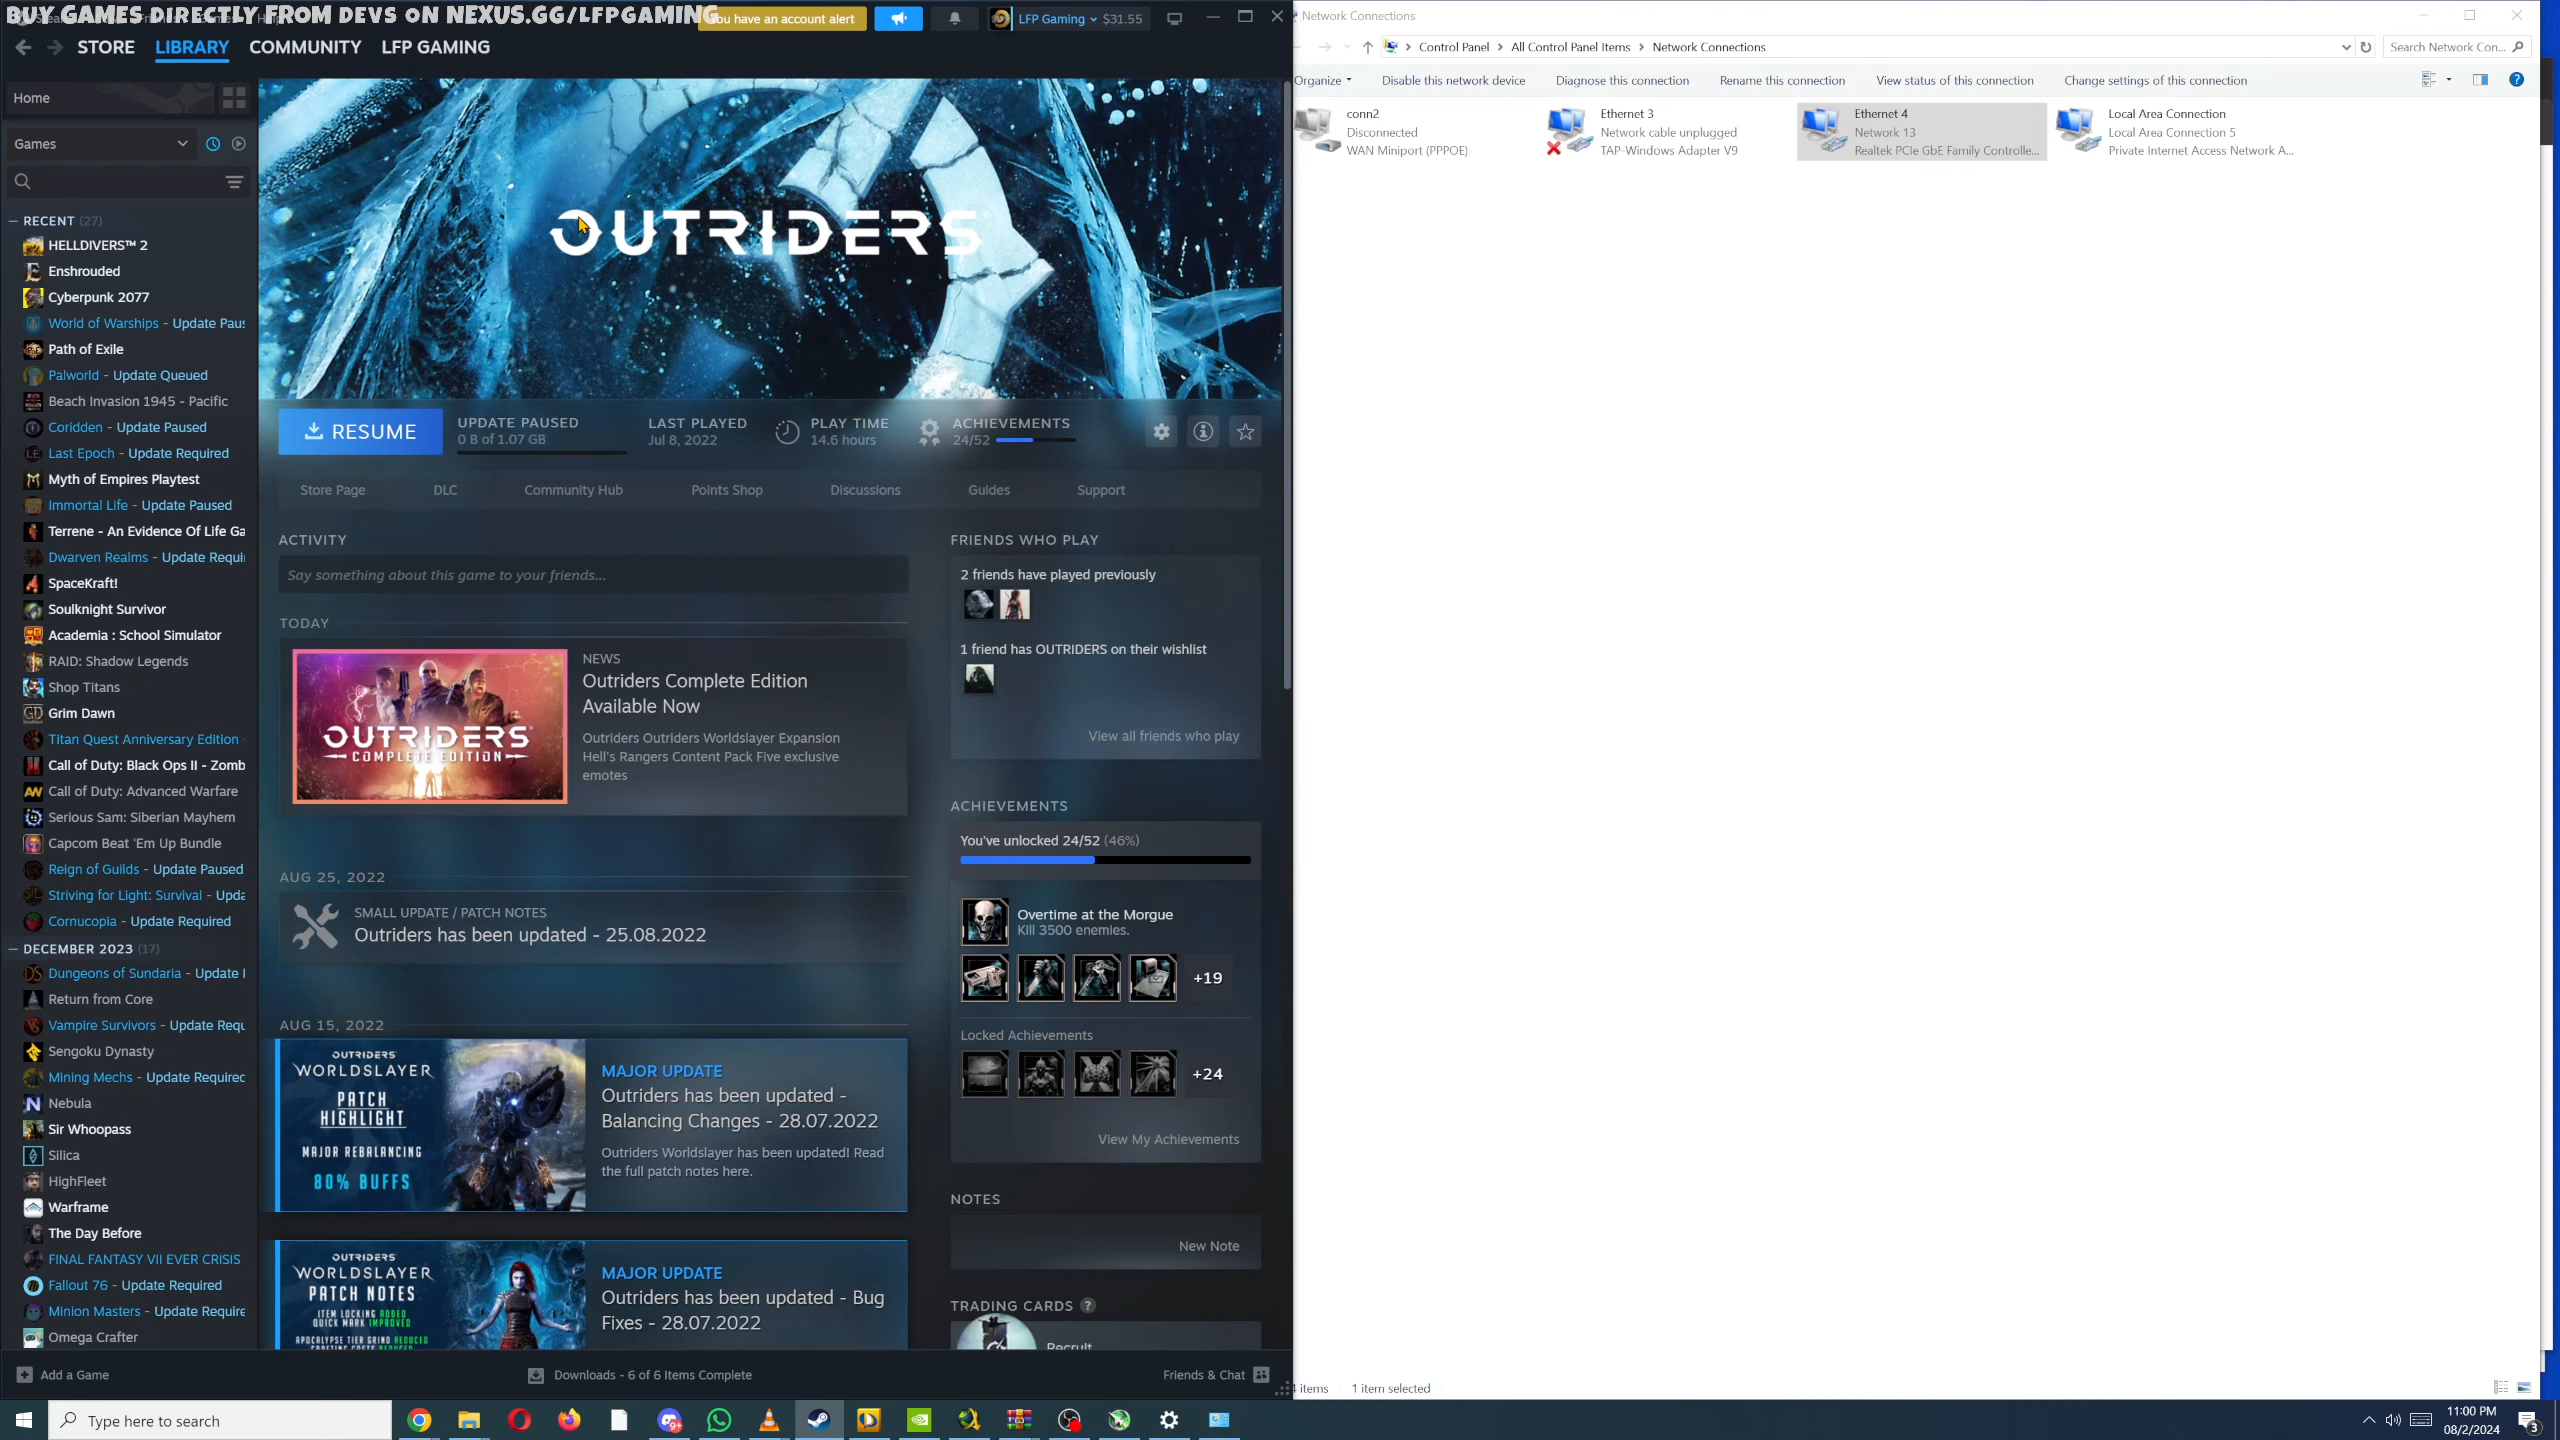 BUY GAMES DIRECTLY FROM DEVS ON NEXUS.GG/LFPGAMING
You have an account alert
LFP Gaming
$31.55
STORE
LIBRARY
COMMUNITY
LFP GAMING
Home
Games
RECENT (27)
HELLDIVERS™ 2
Enshrouded
Cyberpunk 2077
World of Warships - Update Paus
Path of Exile
Palworld - Update Queued
Beach Invasion 1945 - Pacific
Coridden - Update Paused
Last Epoch - Update Required
Myth of Empires Playtest
Immortal Life - Update Paused
Terrene - An Evidence Of Life Ga
Dwarven Realms - Update Requi
SpaceKraft!
Soulknight Survivor
Academia : School Simulator
RAID: Shadow Legends
Shop Titans
Grim Dawn
Titan Quest Anniversary Edition -
Call of Duty: Black Ops II - Zomb
Call of Duty: Advanced Warfare
Serious Sam: Siberian Mayhem
Capcom Beat 'Em Up Bundle
Reign of Guilds - Update Paused
Striving for Light: Survival - Upda
Cornucopia - Update Required
DECEMBER 2023 (17)
Dungeons of Sundaria - Update I
Return from Core
Vampire Survivors - Update Requ
Sengoku Dynasty
Mining Mechs - Update Required
Nebula
Sir Whoopass
Silica
HighFleet
Warframe
The Day Before
FINAL FANTASY VII EVER CRISIS
Fallout 76 - Update Required
Minion Masters - Update Require
Omega Crafter
Add a Game
OUTRIDERS
RESUME
UPDATE PAUSED
0 B of 1.07 GB
LAST PLAYED
Jul 8, 2022
PLAY TIME
14.6 hours
ACHIEVEMENTS
24/52
Store Page
DLC
Community Hub
Points Shop
Discussions
Guides
Support
ACTIVITY
Say something about this game to your friends...
TODAY
OUTRIDERS
COMPLETE EDITION
NEWS
Outriders Complete Edition
Available Now
Outriders Outriders Worldslayer Expansion
Hell's Rangers Content Pack Five exclusive
emotes
AUG 25, 2022
SMALL UPDATE / PATCH NOTES
Outriders has been updated - 25.08.2022
AUG 15, 2022
OUTRIDERS
WORLDSLAYER
PATCH
HIGHLIGHT
MAJOR REBALANCING
80% BUFFS
MAJOR UPDATE
Outriders has been updated -
Balancing Changes - 28.07.2022
Outriders Worldslayer has been updated! Read
the full patch notes here.
OUTRIDERS
WORLDSLAYER
PATCH NOTES
ITEM LOCKING ADDED
QUICK MARK IMPROVED
APOCALYPSE TIER GRIND REDUCED
MAJOR UPDATE
Outriders has been updated - Bug
Fixes - 28.07.2022
FRIENDS WHO PLAY
2 friends have played previously
1 friend has OUTRIDERS on their wishlist
View all friends who play
ACHIEVEMENTS
You've unlocked 24/52 (46%)
Overtime at the Morgue
Kill 3500 enemies.
+19
Locked Achievements
+24
View My Achievements
NOTES
New Note
TRADING CARDS ?
Recruit
Downloads - 6 of 6 Items Complete
Friends & Chat
Network Connections
Control Panel > All Control Panel Items > Network Connections
Search Network Con...
Organize
Disable this network device
Diagnose this connection
Rename this connection
View status of this connection
Change settings of this connection
conn2
Disconnected
WAN Miniport (PPPOE)
Ethernet 3
Network cable unplugged
TAP-Windows Adapter V9
Ethernet 4
Network 13
Realtek PCIe GbE Family Controlle...
Local Area Connection
Local Area Connection 5
Private Internet Access Network A...
4 items
1 item selected
Type here to search
11:00 PM
08/2/2024
3